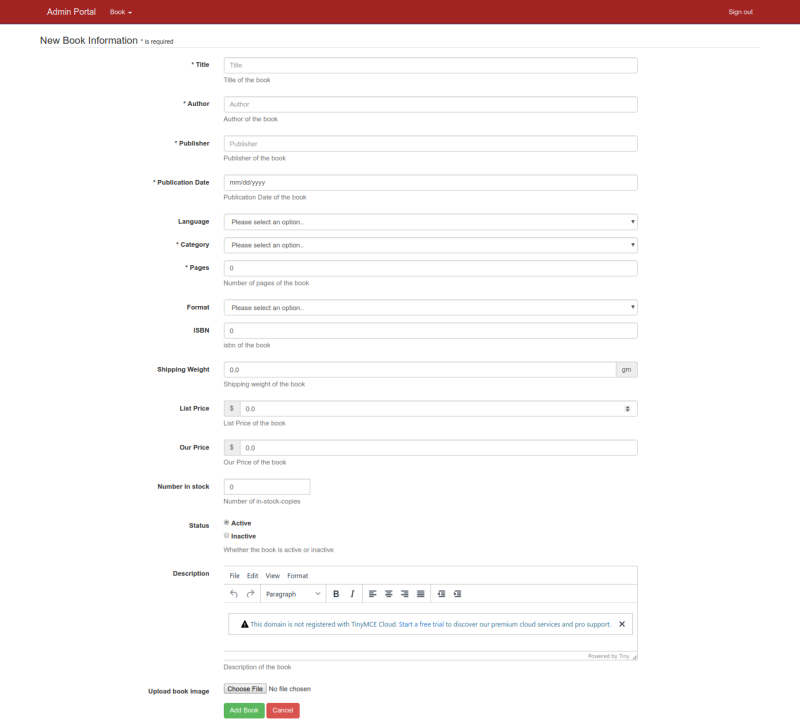 Admin Portal Book Sign out
New Book Information * is required
* Title Title
Title of the book
* Author Author
Author of the book
* Publisher Publisher
Publisher of the book
* Publication Date mm/dd/yyyy
Publication Date of the book
Language Please select an option..
* Category Please select an option..
* Pages 0
Number of pages of the book
Format Please select an option..
ISBN 0
isbn of the book
Shipping Weight 0.0 gm
Shipping weight of the book
List Price $ 0.0
List Price of the book
Our Price $ 0.0
Our Price of the book
Number in stock 0
Number of in-stock-copies
Status Active
Inactive
Whether the book is active or inactive
Description File Edit View Format
Paragraph B I
This domain is not registered with TinyMCE Cloud. Start a free trial to discover our premium cloud services and pro support.
Powered by Tiny
Description of the book
Upload book image Choose File No file chosen
Add Book Cancel